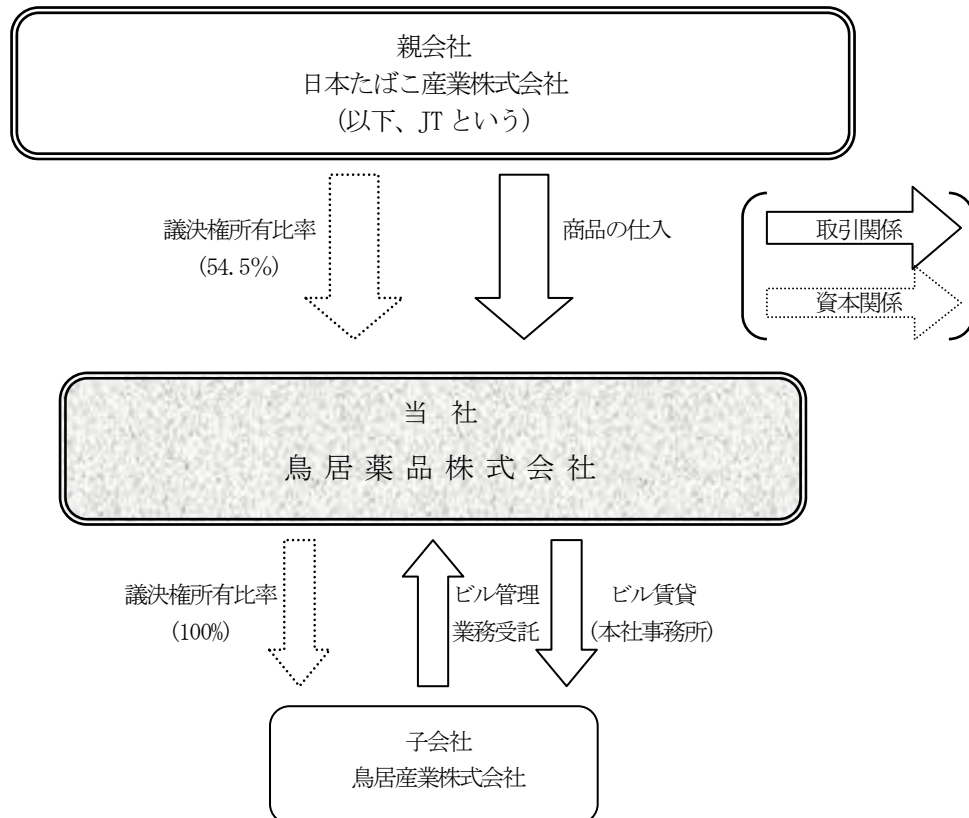 親会社
日本たばこ産業株式会社
(以下、JTという)
議決権所有比率
(54.5%)
商品の仕入
取引関係
資本関係
当 社
鳥 居 薬 品 株 式 会 社
議決権所有比率
(100%)
ビル管理
業務受託
ビル賃貸
(本社事務所)
子会社
鳥居産業株式会社